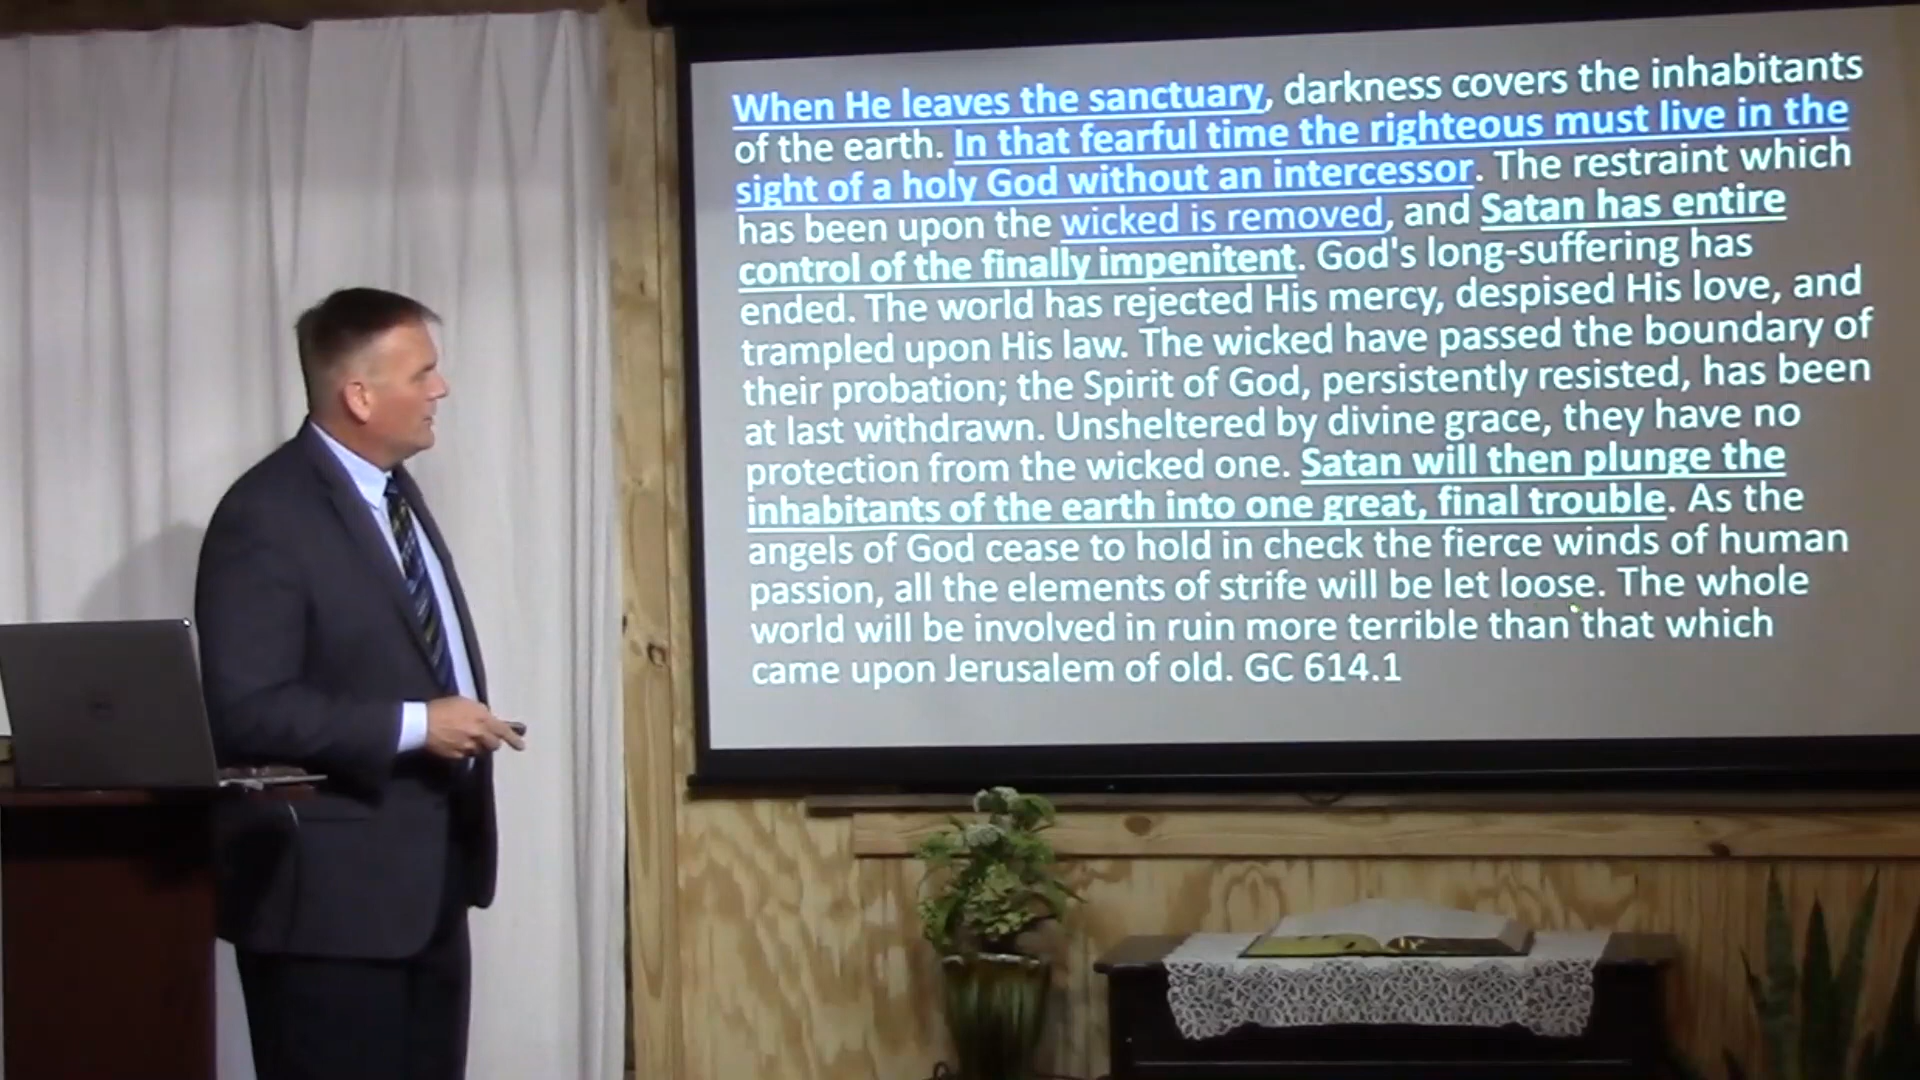 When He leaves the sanctuary, darkness covers the inhabitants
of the earth. In that fearful time the righteous must live in the
sight of a holy God without an intercessor. The restraint which
has been upon the wicked is removed, and Satan has entire
control of the finally impenitent. God's long-suffering has
ended. The world has rejected His mercy, despised His love, and
trampled upon His law. The wicked have passed the boundary of
their probation; the Spirit of God, persistently resisted, has been
at last withdrawn. Unsheltered by divine grace, they have no
protection from the wicked one. Satan will then plunge the
inhabitants of the earth into one great, final trouble. As the
angels of God cease to hold in check the fierce winds of human
passion, all the elements of strife will be let loose. The whole
world will be involved in ruin more terrible than that which
came upon Jerusalem of old. GC 614.1